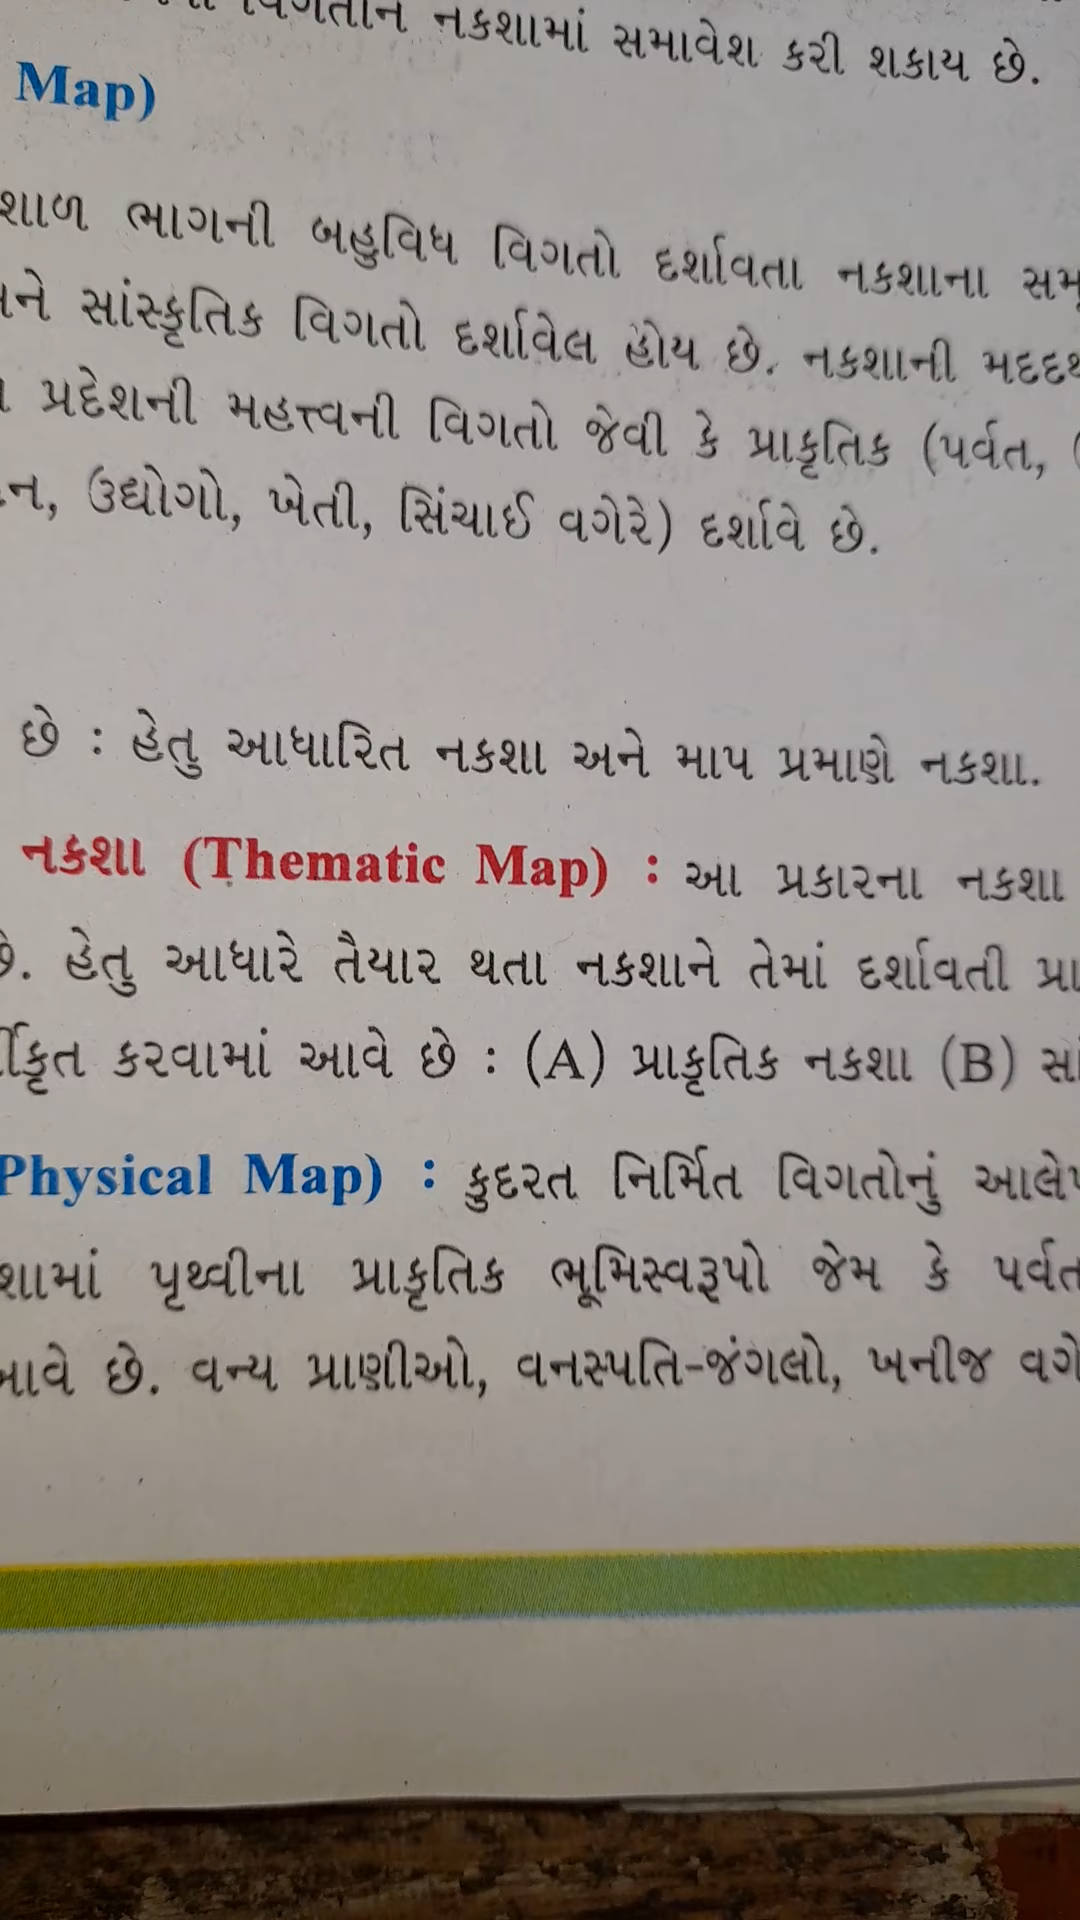 નકશામાં સમાવેશ કરી શકાય છે.
Map)
ભાગની બહુવિધ વિગતો દર્શાવતા નકશાના
સાંસ્કૃતિક વિગતો દર્શાવેલ હોય છે. નકશાની
પ્રદેશની મહત્ત્વની વિગતો જેવી કે પ્રાકૃતિક (પર્વત,
ઉદ્યોગો, ખેતી, સિંચાઈ વગેરે) દર્શાવે છે.
છે : હેતુ આધારિત નકશા અને માપ પ્રમાણે નકશા.
નકશા (Thematic Map) : આ પ્રકારના નકશા
છે. હેતુ આધારે તૈયાર થતા નકશાને તેમાં દર્શાવતી
કરવામાં આવે છે : (A) પ્રાકૃતિક નકશા (B)
Physical Map) : કુદરત નિર્મિત વિગતોનું
પૃથ્વીના પ્રાકૃતિક ભૂમિસ્વરૂપો જેમ કે પર્વત
છે. વન્ય પ્રાણીઓ, વનસ્પતિ-જંગલો, ખનીજ